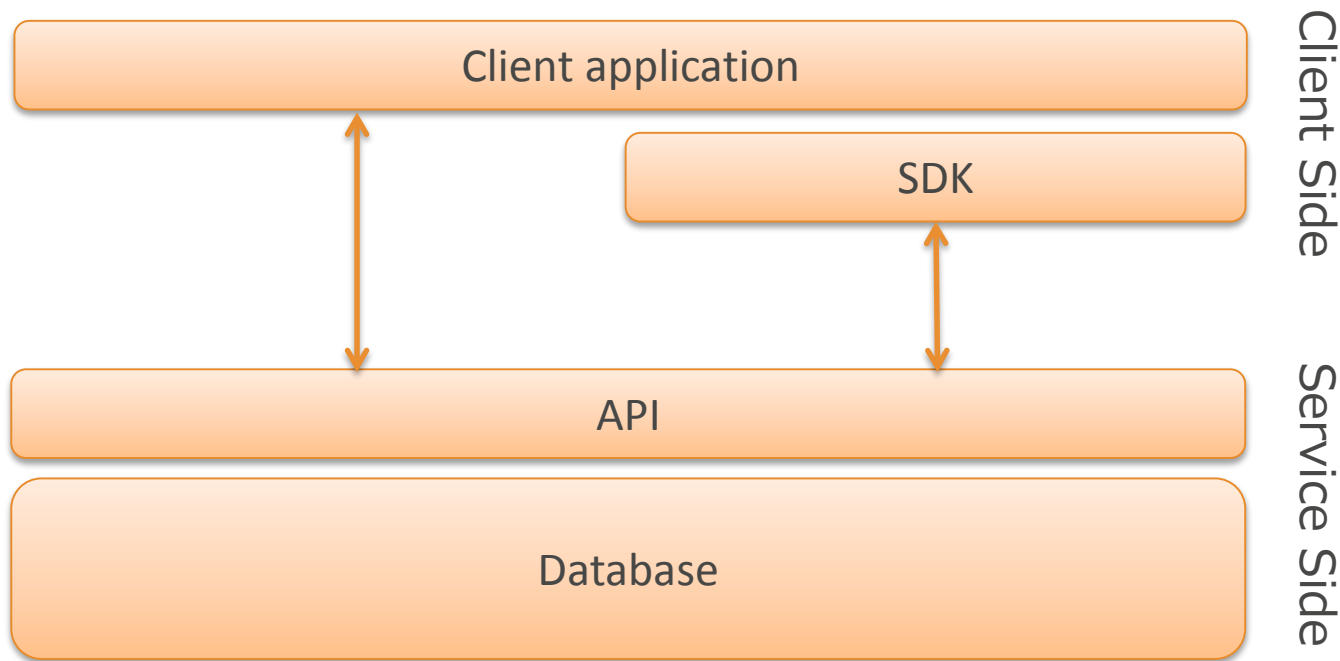 Client application
SDK
Client Side
API
Database
Service Side